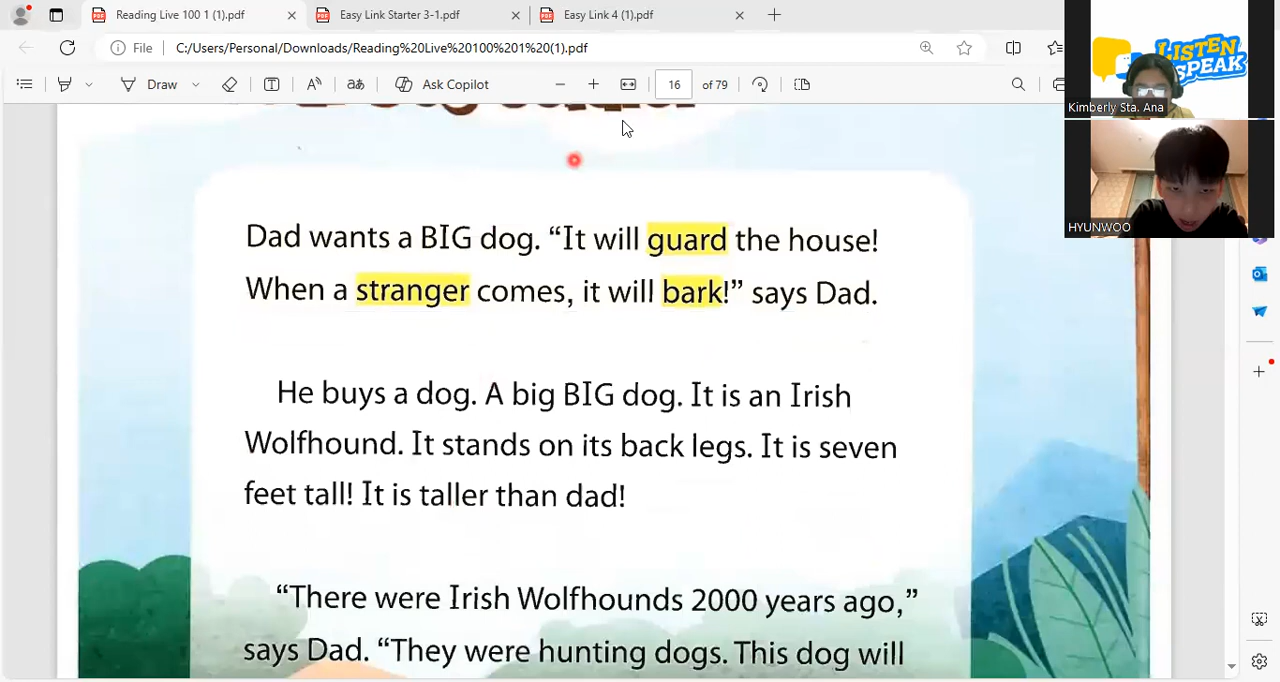 Reading Live 100 1 (1).pdf
Easy Link Starter 3-1.pdf
Easy Link 4 (1).pdf
File
C:/Users/Personal/Downloads/Reading%20Live%20100%201%20(1).pdf
Draw
Ask Copilot
16 of 79
LISTEN
SPEAK
Kimberly Sta. Ana
HYUNWOO
Dad wants a BIG dog. “It will guard the house!
When a stranger comes, it will bark!” says Dad.
He buys a dog. A big BIG dog. It is an Irish
Wolfhound. It stands on its back legs. It is seven
feet tall! It is taller than dad!
“There were Irish Wolfhounds 2000 years ago,”
says Dad. “They were hunting dogs. This dog will